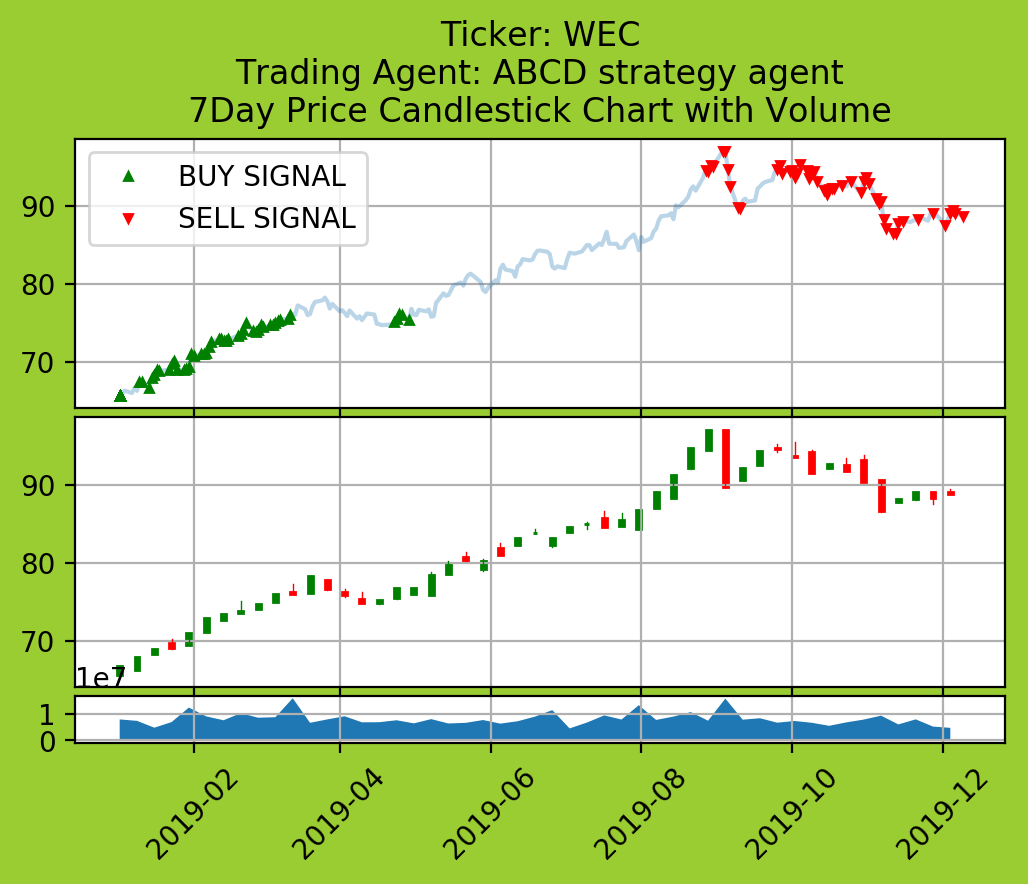 Ticker: WEC
Trading Agent: ABCD strategy agent
7Day Price Candlestick Chart with Volume
BUY SIGNAL
SELL SIGNAL
90
80
70
90
80
70
1e7
1
0
2019-02
2019-04
2019-06
2019-08
2019-10
2019-12